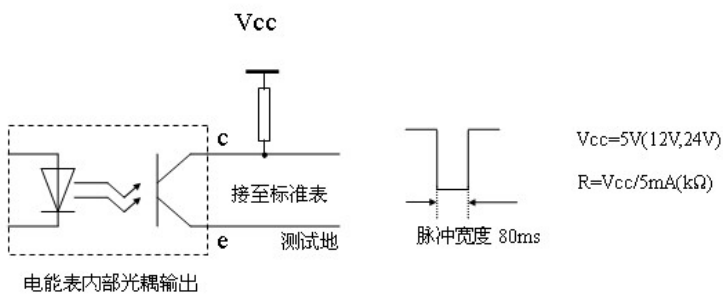 Vcc
c
接至标准表
e
测试地
电能表内部光耦输出
脉冲宽度 80ms
Vcc=5V(12V,24V)
R=Vcc/5mA(kΩ)